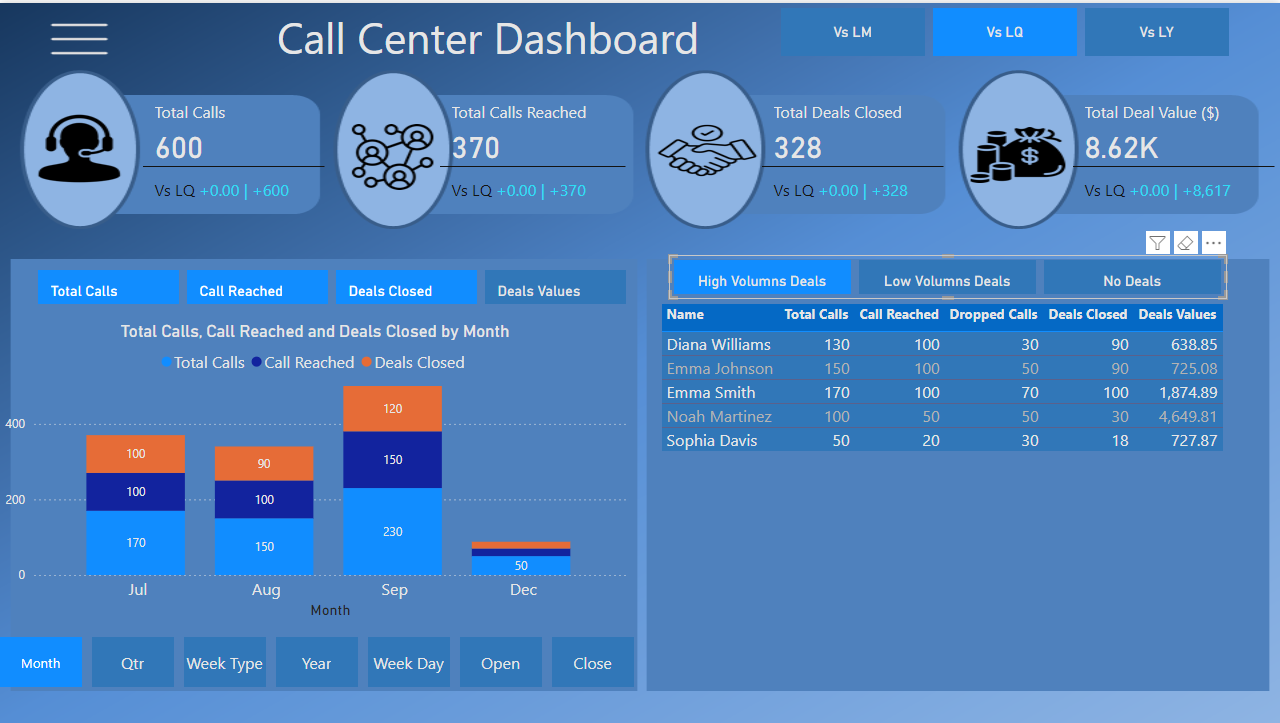 Call Center Dashboard
Vs LM
Vs LQ
Vs LY
Total Calls
600
Vs LQ +0.00 | +600
Total Calls Reached
370
Vs LQ +0.00 | +370
Total Deals Closed
328
Vs LQ +0.00 | +328
Total Deal Value ($)
8.62K
Vs LQ +0.00 | +8,617
Total Calls
Call Reached
Deals Closed
Deals Values
Total Calls, Call Reached and Deals Closed by Month
Total Calls Call Reached Deals Closed
400
200
0
100
100
170
90
100
150
120
150
230
50
Jul
Aug
Sep
Dec
Month
Month
Qtr
Week Type
Year
Week Day
Open
Close
High Volumns Deals
Low Volumns Deals
No Deals
Name Total Calls Call Reached Dropped Calls Deals Closed Deals Values
Diana Williams 130 100 30 90 638.85
Emma Johnson 150 100 50 90 725.08
Emma Smith 170 100 70 100 1,874.89
Noah Martinez 100 50 50 30 4,649.81
Sophia Davis 50 20 30 18 727.87